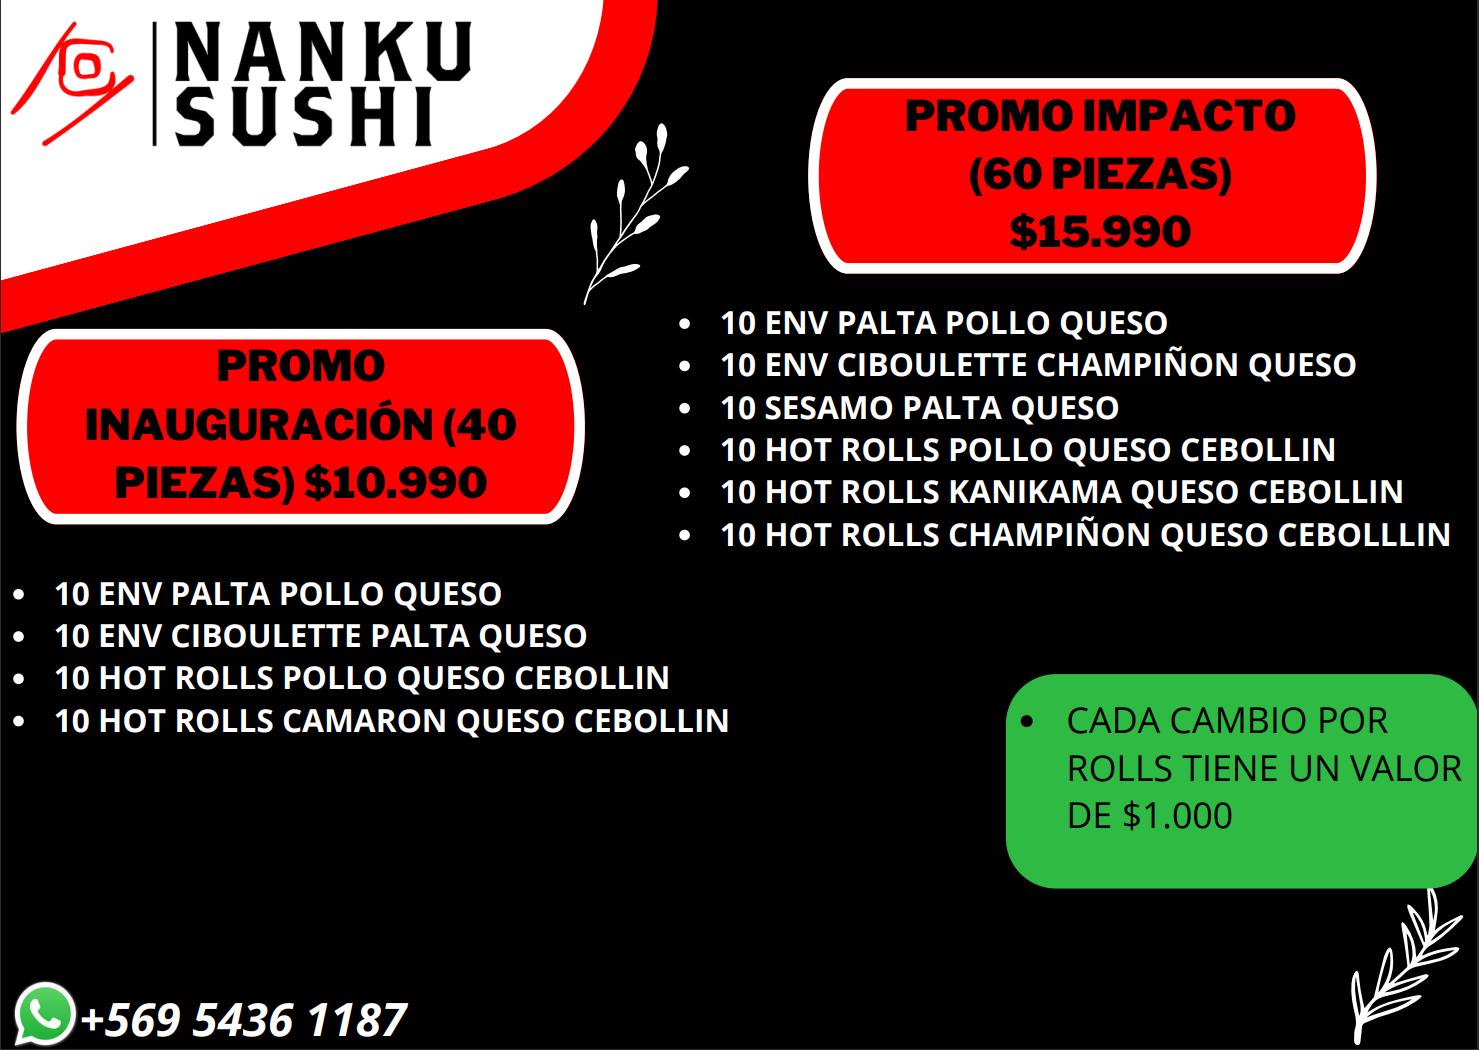 NANKU
SUSHI
PROMO IMPACTO
(60 PIEZAS)
$15.990
10 ENV PALTA POLLO QUESO
10 ENV CIBOULETTE CHAMPIÑON QUESO
10 SESAMO PALTA QUESO
10 HOT ROLLS POLLO QUESO CEBOLLIN
10 HOT ROLLS KANIKAMA QUESO CEBOLLIN
10 HOT ROLLS CHAMPIÑON QUESO CEBOLLLIN
PROMO
INAUGURACIÓN (40
PIEZAS) $10.990
10 ENV PALTA POLLO QUESO
10 ENV CIBOULETTE PALTA QUESO
10 HOT ROLLS POLLO QUESO CEBOLLIN
10 HOT ROLLS CAMARON QUESO CEBOLLIN
CADA CAMBIO POR
ROLLS TIENE UN VALOR
DE $1.000
+569 5436 1187